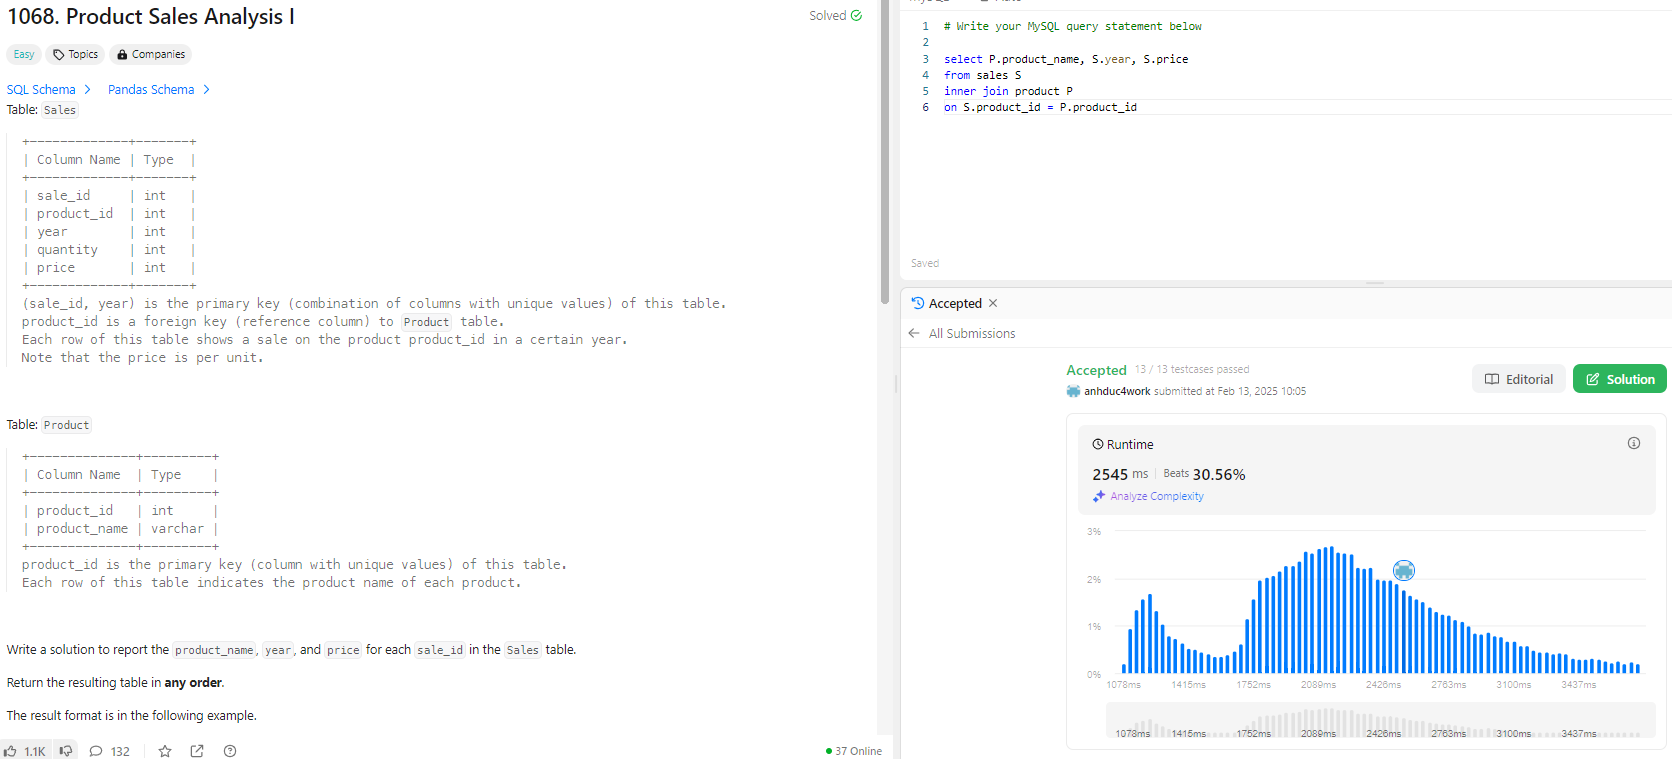 1068. Product Sales Analysis I
Solved
Easy
Topics
Companies
SQL Schema
Pandas Schema
Table: Sales
+-------------+-------+
| Column Name | Type  |
+-------------+-------+
| sale_id     | int   |
| product_id  | int   |
| year        | int   |
| quantity    | int   |
| price       | int   |
+-------------+-------+
(sale_id, year) is the primary key (combination of columns with unique values) of this table.
product_id is a foreign key (reference column) to Product table.
Each row of this table shows a sale on the product product_id in a certain year.
Note that the price is per unit.
Table: Product
+--------------+---------+
| Column Name  | Type    |
+--------------+---------+
| product_id   | int     |
| product_name | varchar |
+--------------+---------+
product_id is the primary key (column with unique values) of this table.
Each row of this table indicates the product name of each product.
Write a solution to report the product_name, year, and price for each sale_id in the Sales table.
Return the resulting table in any order.
The result format is in the following example.
1.1K
132
37 Online
1 # Write your MySQL query statement below
2
3 select P.product_name, S.year, S.price
4 from sales S
5 inner join product P
6 on S.product_id = P.product_id
Saved
Accepted
All Submissions
Accepted 13 / 13 testcases passed
anhduc4work submitted at Feb 13, 2025 10:05
Editorial
Solution
Runtime
2545 ms Beats 30.56%
Analyze Complexity
3%
2%
1%
0%
1078ms 1415ms 1752ms 2089ms 2426ms 2763ms 3100ms 3437ms
1078ms 1415ms 1752ms 2089ms 2426ms 2763ms 3100ms 3437ms